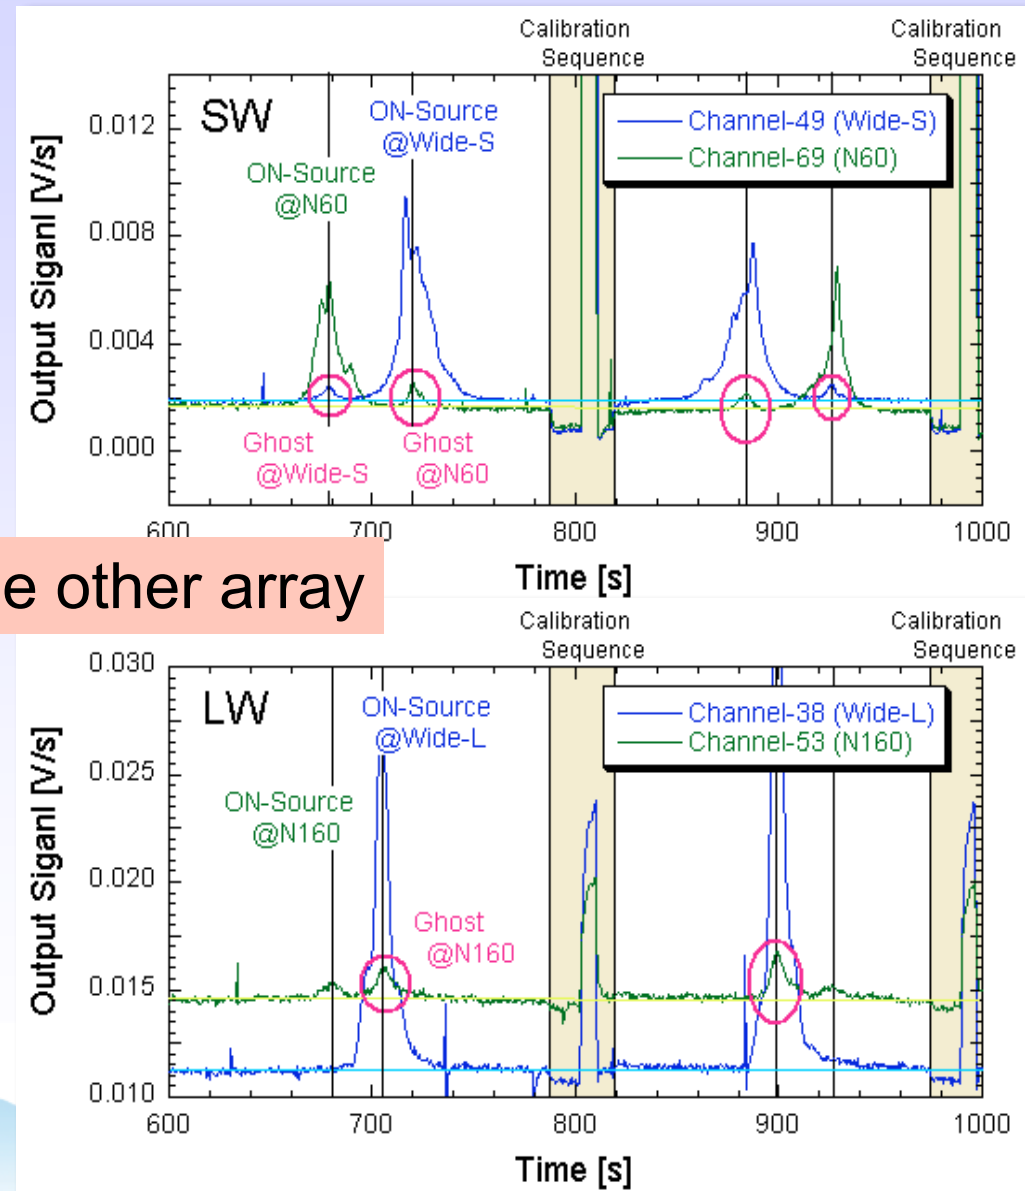 Calibration
Sequence
Calibration
Sequence
SW
ON-Source
@Wide-S
ON-Source
@N60
Channel-49 (Wide-S)
Channel-69 (N60)
0.012
0.008
0.004
0.000
Output Siganl [V/s]
Ghost
@Wide-S
Ghost
@N60
600
700
800
900
1000
Time [s]
e other array
Calibration
Sequence
Calibration
Sequence
LW
ON-Source
@Wide-L
ON-Source
@N160
Channel-38 (Wide-L)
Channel-53 (N160)
0.030
0.025
0.020
0.015
0.010
Output Siganl [V/s]
Ghost
@N160
600
700
800
900
1000
Time [s]